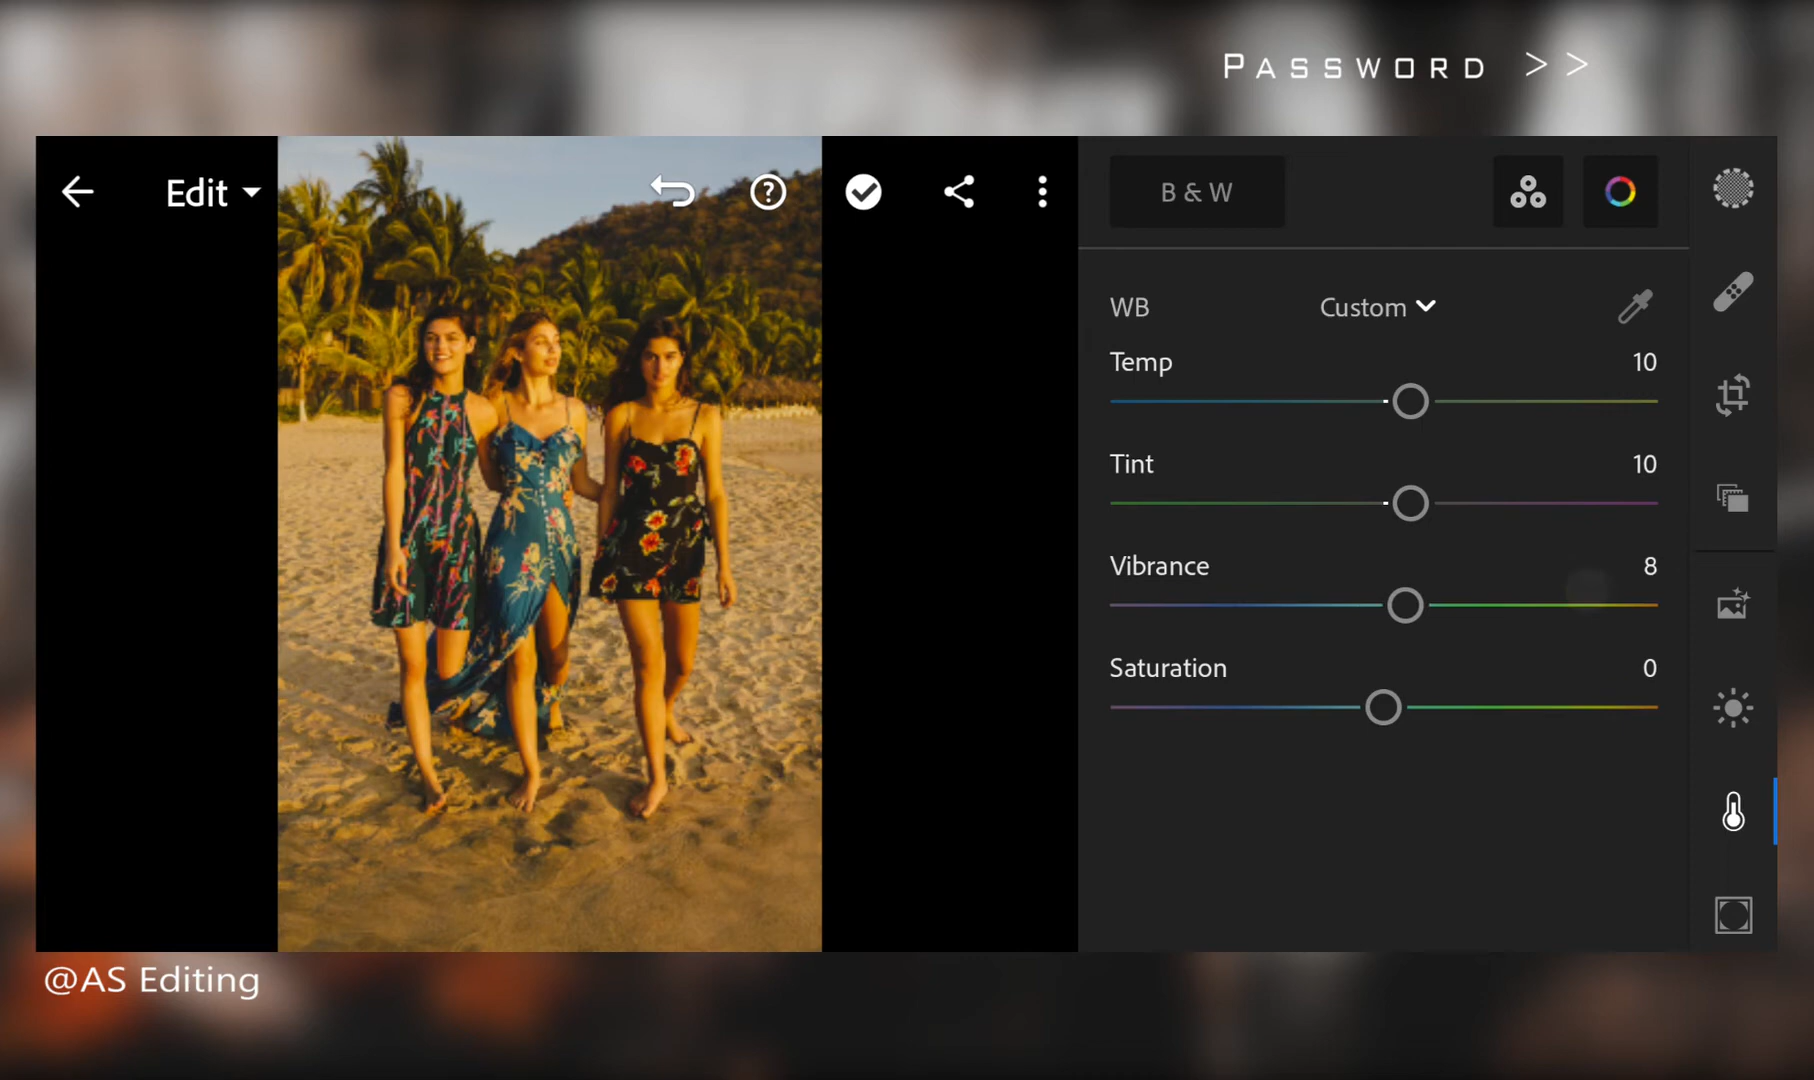 PASSWORD >>
Edit
B & W
WB Custom
Temp 10
Tint 10
Vibrance 8
Saturation 0
@AS Editing